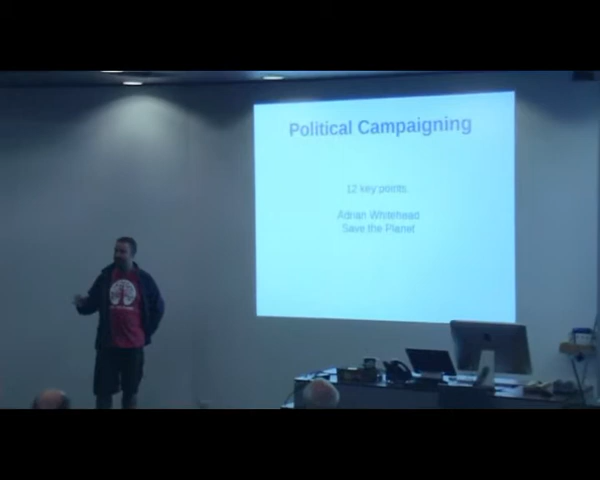 Political Campaigning
12 key points
Adrian Whitehead
Save the Planet